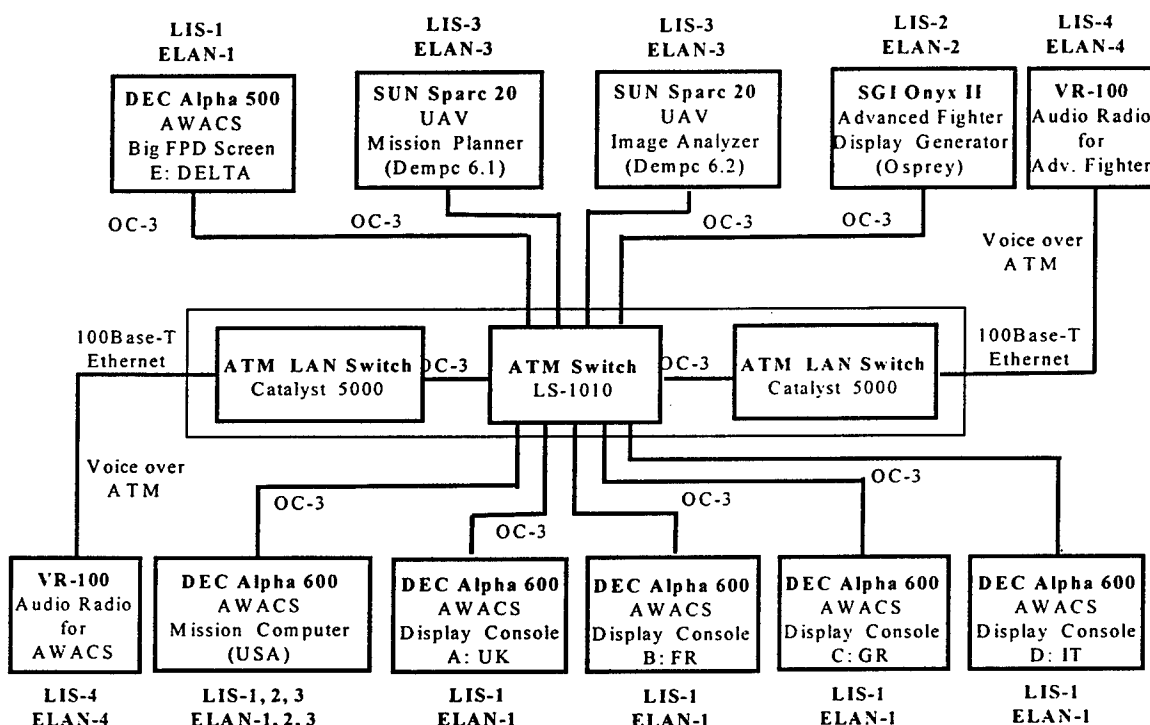 LIS-1
ELAN-1
LIS-3
ELAN-3
LIS-3
ELAN-3
LIS-2
ELAN-2
LIS-4
ELAN-4
DEC Alpha 500
AWACS
Big FPD Screen
E: DELTA
SUN Sparc 20
UAV
Mission Planner
(Dempc 6.1)
SUN Sparc 20
UAV
Image Analyzer
(Dempc 6.2)
SGI Onyx II
Advanced Fighter
Display Generator
(Osprey)
VR-100
Audio Radio
for
Adv. Fighter
OC-3
OC-3
OC-3
OC-3
Voice over
ATM
100Base-T
Ethernet
ATM LAN Switch
Catalyst 5000
OC-3
ATM Switch
LS-1010
OC-3
ATM LAN Switch
Catalyst 5000
100Base-T
Ethernet
Voice over
ATM
OC-3
OC-3
OC-3
OC-3
VR-100
Audio Radio
for
AWACS
DEC Alpha 600
AWACS
Mission Computer
(USA)
DEC Alpha 600
AWACS
Display Console
A: UK
DEC Alpha 600
AWACS
Display Console
B: FR
DEC Alpha 600
AWACS
Display Console
C: GR
DEC Alpha 600
AWACS
Display Console
D: IT
LIS-4
ELAN-4
LIS-1, 2, 3
ELAN-1, 2, 3
LIS-1
ELAN-1
LIS-1
ELAN-1
LIS-1
ELAN-1
LIS-1
ELAN-1